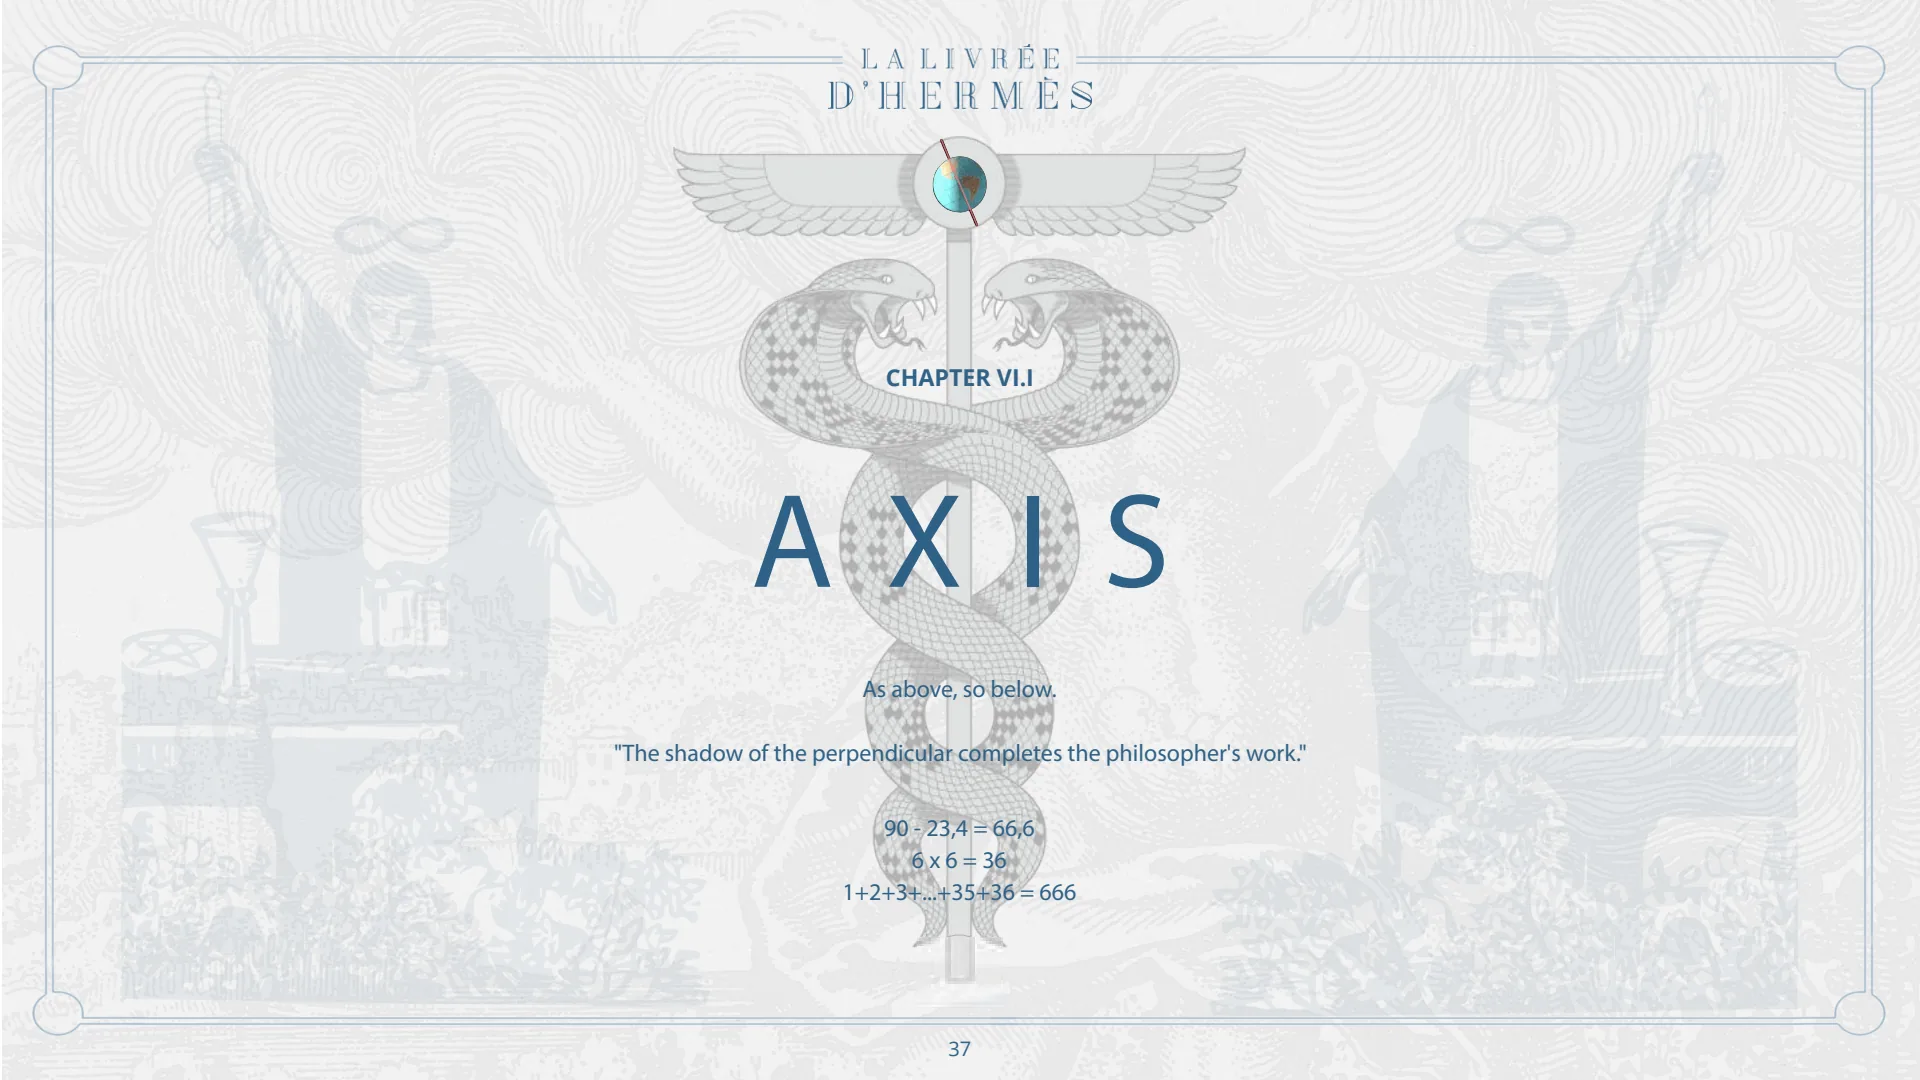 LA LIVRÉE
D'HERMÈS
CHAPTER VI.I
AXIS
As above, so below.
"The shadow of the perpendicular completes the philosopher's work."
90 - 23,4 = 66,6
6 x 6 = 36
1+2+3+...+35+36 = 666
37